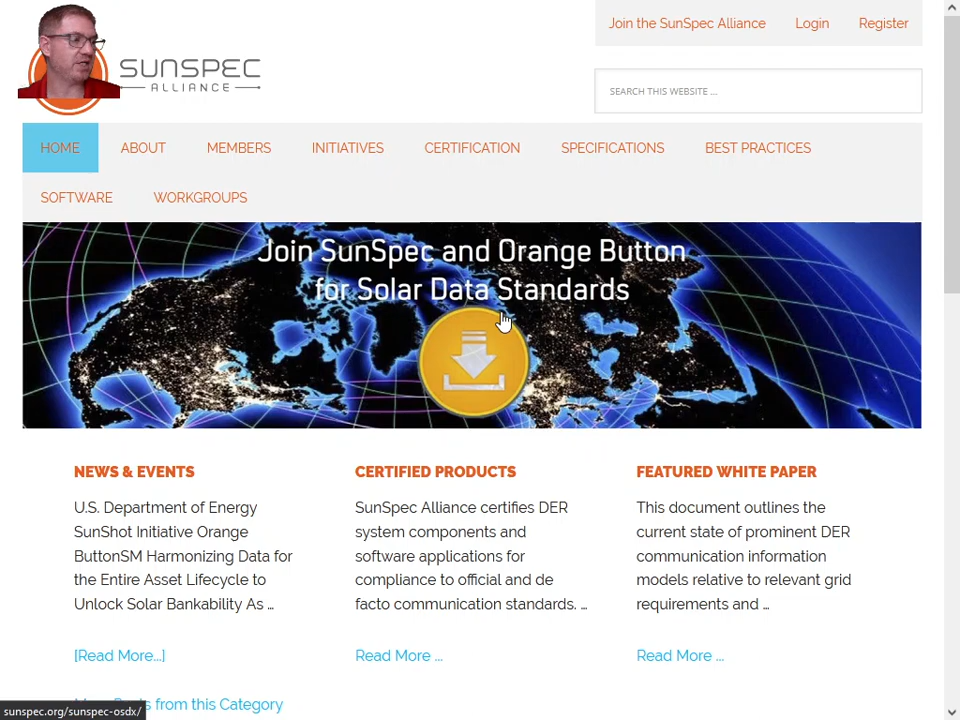 Join the SunSpec Alliance Login Register
SUNSPEC
ALLIANCE
SEARCH THIS WEBSITE ...
HOME ABOUT MEMBERS INITIATIVES CERTIFICATION SPECIFICATIONS BEST PRACTICES
SOFTWARE WORKGROUPS
Join SunSpec and Orange Button
for Solar Data Standards
NEWS & EVENTS
U.S. Department of Energy
SunShot Initiative Orange
ButtonSM Harmonizing Data for
the Entire Asset Lifecycle to
Unlock Solar Bankability As ...
[Read More...]
from this Category
CERTIFIED PRODUCTS
SunSpec Alliance certifies DER
system components and
software applications for
compliance to official and de
facto communication standards. ...
Read More ...
FEATURED WHITE PAPER
This document outlines the
current state of prominent DER
communication information
models relative to relevant grid
requirements and ...
Read More ...
sunspec.org/sunspec-osdx/